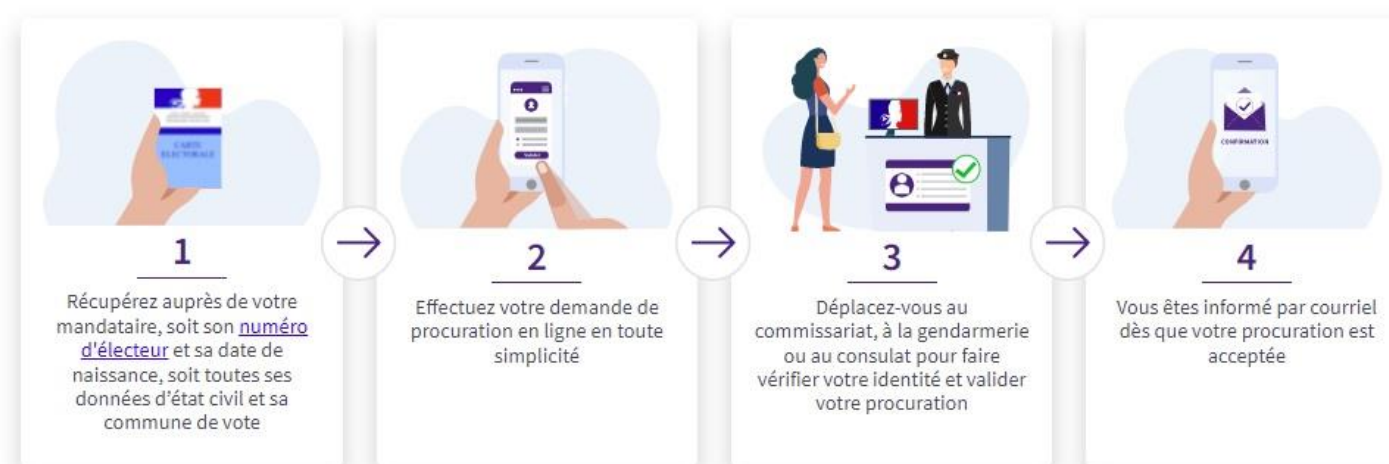 CARTE
ELECTORALE
CONFIRMATION
1
Récupérez auprès de votre
mandataire, soit son numéro
d'électeur et sa date de
naissance, soit toutes ses
données d'état civil et sa
commune de vote
2
Effectuez votre demande de
procuration en ligne en toute
simplicité
3
Déplacez-vous au
commissariat, à la gendarmerie
ou au consulat pour faire
vérifier votre identité et valider
votre procuration
4
Vous êtes informé par courriel
dès que votre procuration est
acceptée